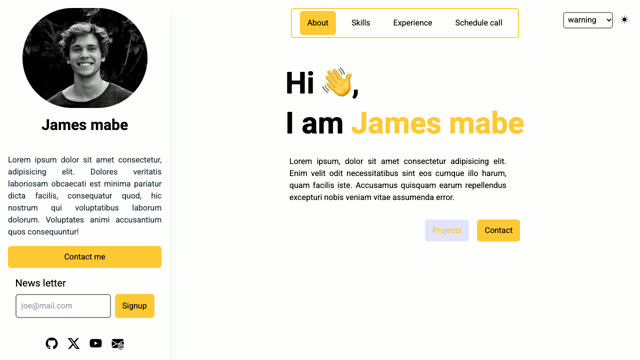 James mabe
Lorem ipsum dolor sit amet consectetur,
adipisicing elit. Dolores veritatis
laboriosam obcaecati est minima pariatur
dicta facilis, consequatur quod, hic
nostrum qui voluptatibus laborum
dolorum. Voluptates animi accusantium
quos consequuntur!
Contact me
News letter
joe@mail.com
Signup
About
Skills
Experience
Schedule call
warning
Hi 👋,
I am James mabe
Lorem ipsum, dolor sit amet consectetur adipisicing elit.
Enim velit odit necessitatibus sint eos cumque illo harum,
quam facilis iste. Accusamus quisquam earum repellendus
excepturi nobis veniam vitae assumenda error.
Projects
Contact